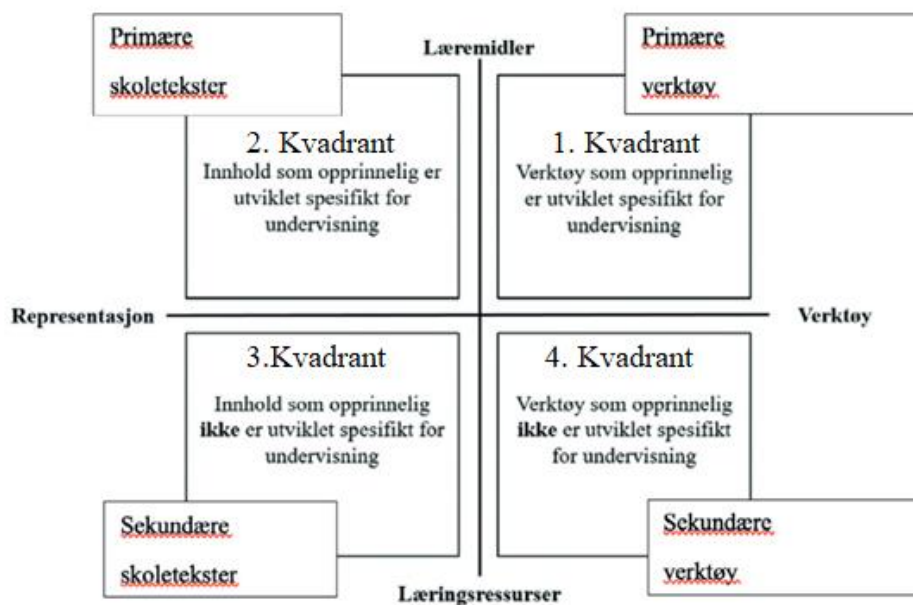 Primære
skoletekster
Læremidler
Primære
verktøy
2. Kvadrant
Innhold som opprinnelig er
utviklet spesifikt for
undervisning
1. Kvadrant
Verktøy som opprinnelig
er utviklet spesifikt for
undervisning
Representasjon
Verktøy
3.Kvadrant
Innhold som opprinnelig
ikke er utviklet spesifikt for
undervisning
4. Kvadrant
Verktøy som opprinnelig
ikke er utviklet spesifikt
for undervisning
Sekundære
skoletekster
Sekundære
verktøy
Læringsressurser